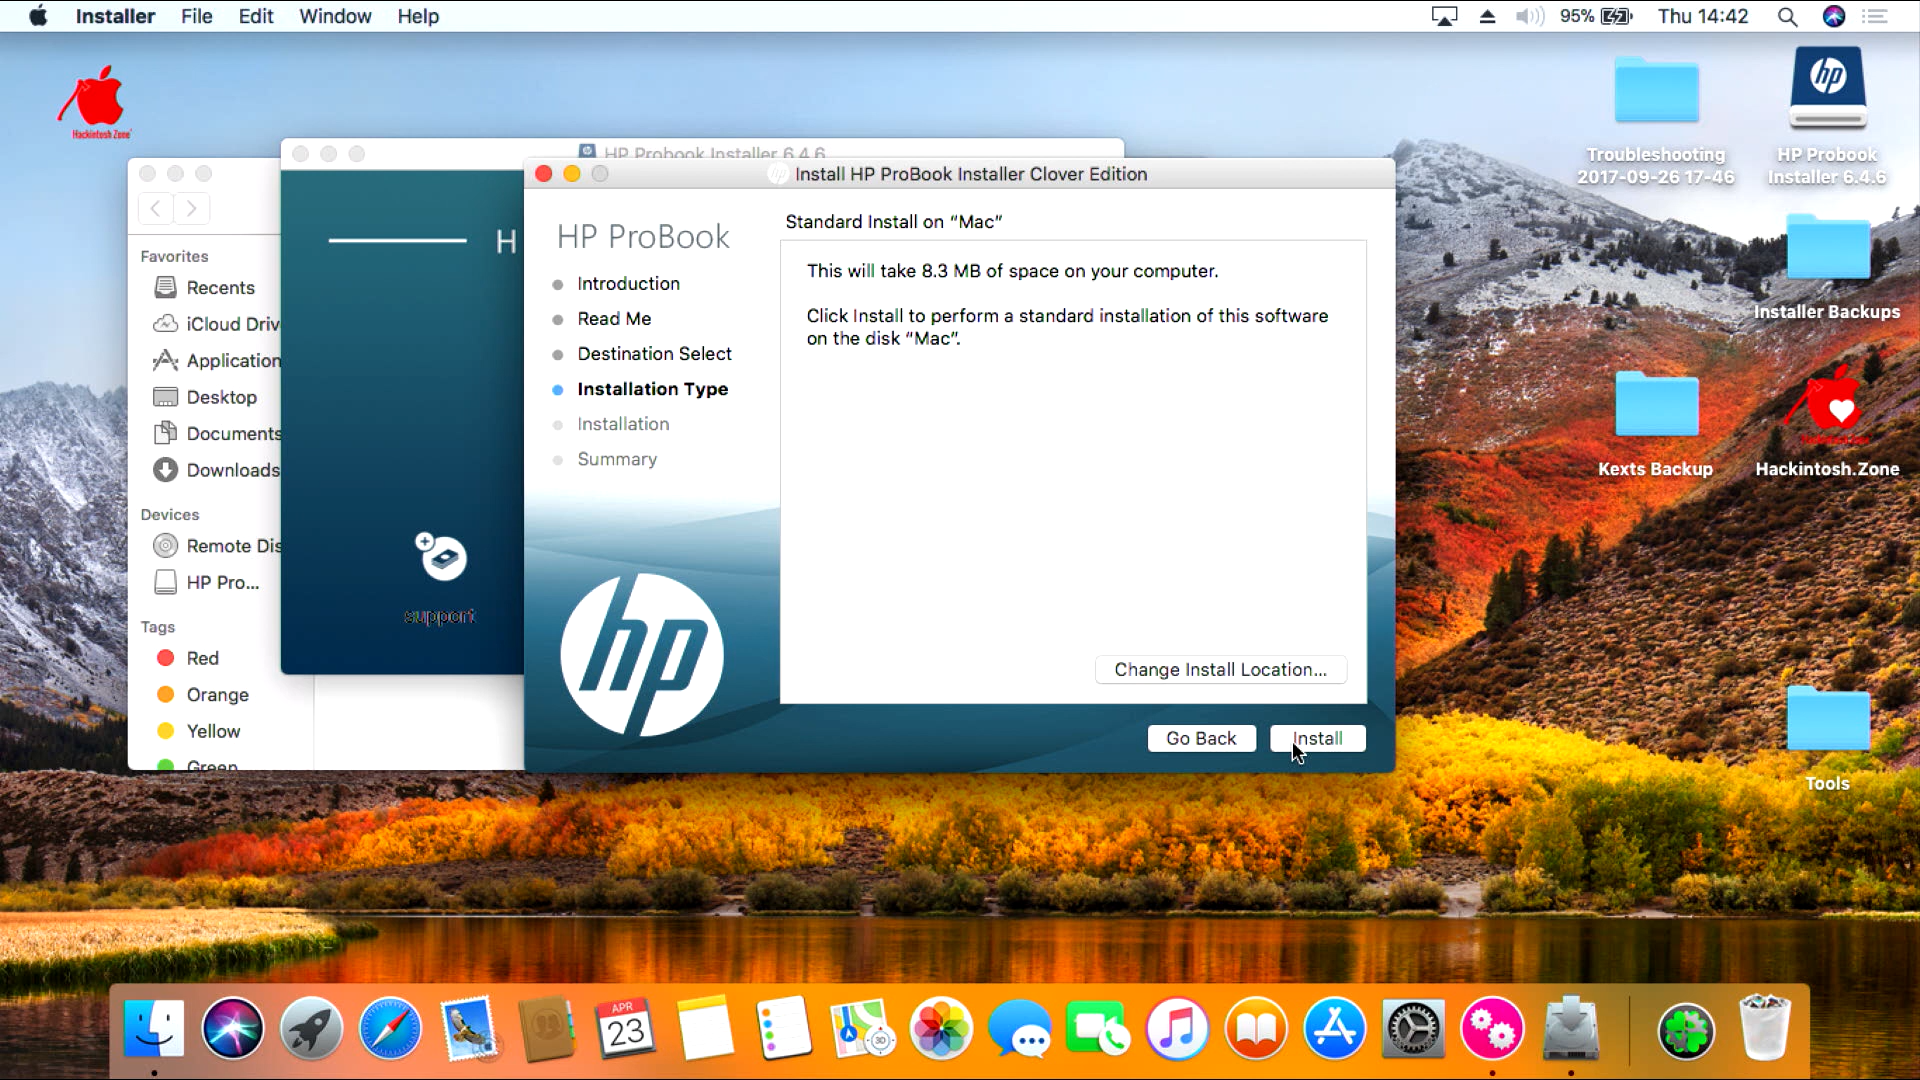 Installer File Edit Window Help
95% Thu 14:42
Hackintosh Zone
Troubleshooting
2017-09-26 17-46
HP Probook
Installer 6.4.6
Installer Backups
Kexts Backup
Hackintosh.Zone
Tools
Favorites
Recents
iCloud Driv
Application
Desktop
Documents
Downloads
Devices
Remote Dis
HP Pro...
Tags
Red
Orange
Yellow
Green
HP Probook Installer 6.4.6
H
support
Install HP ProBook Installer Clover Edition
HP ProBook
Introduction
Read Me
Destination Select
Installation Type
Installation
Summary
hp
Standard Install on “Mac”
This will take 8.3 MB of space on your computer.
Click Install to perform a standard installation of this software
on the disk “Mac”.
Change Install Location...
Go Back
Install
hp
APR
23